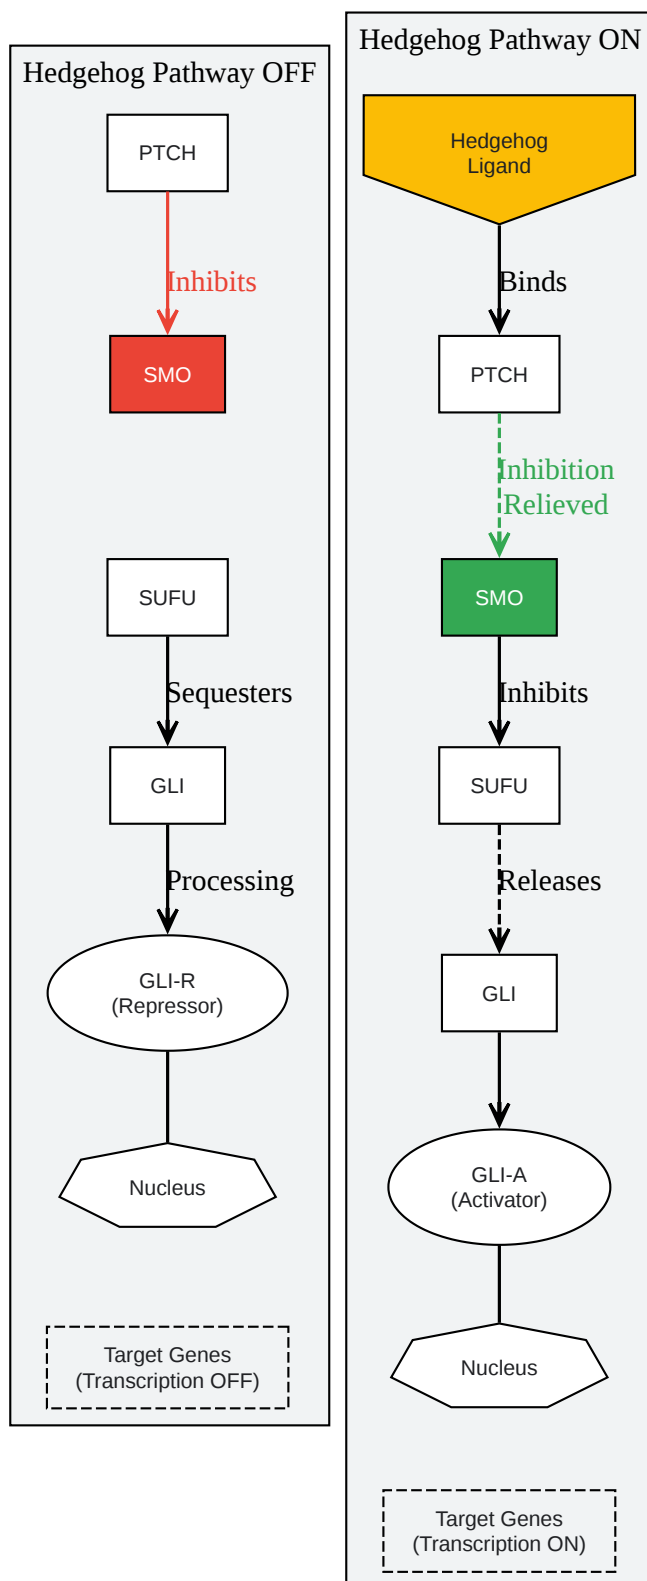 Hedgehog Pathway OFF
PTCH
Inhibits
SMO
SUFU
Sequesters
GLI
Processing
GLI-R
(Repressor)
Nucleus
Target Genes
(Transcription OFF)
Hedgehog Pathway ON
Hedgehog
Ligand
Binds
PTCH
Inhibition
Relieved
SMO
Inhibits
SUFU
Releases
GLI
GLI-A
(Activator)
Nucleus
Target Genes
(Transcription ON)